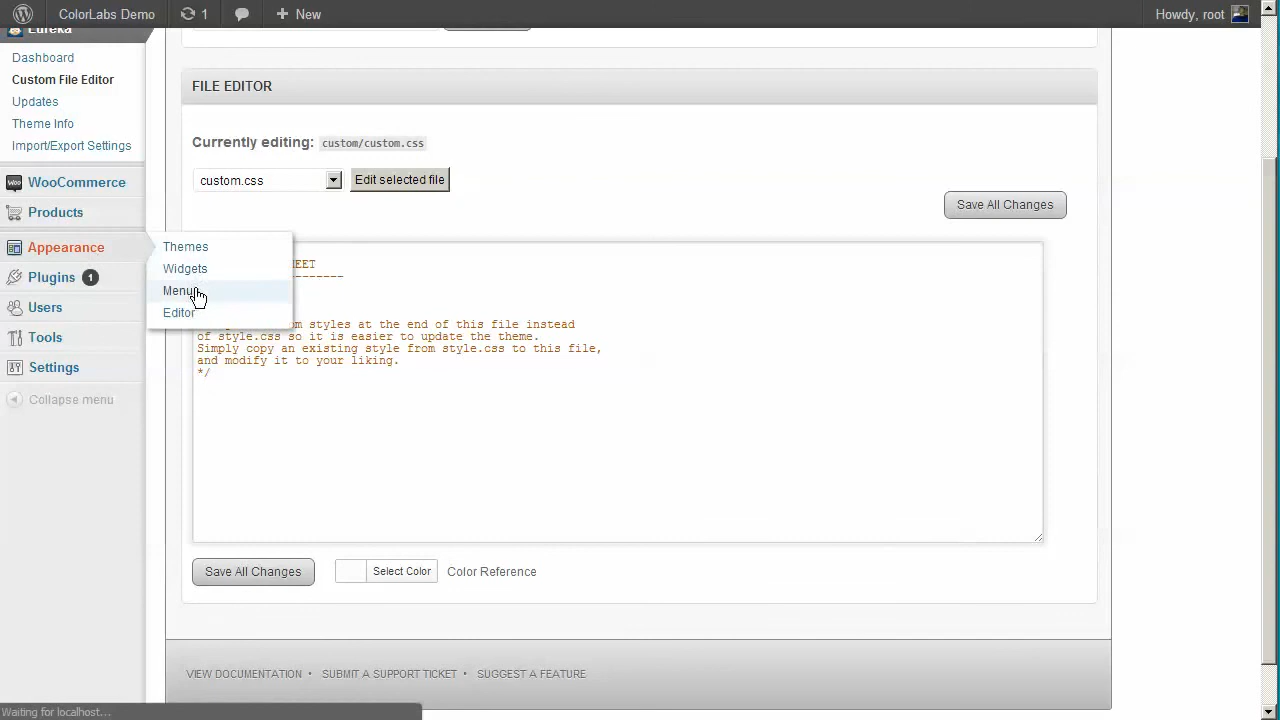 ColorLabs Demo 1 New Howdy, root
Eureka
Dashboard
Custom File Editor
Updates
Theme Info
Import/Export Settings
WooCommerce
Products
Appearance
Plugins 1
Users
Tools
Settings
Collapse menu
Themes
Widgets
Menu
Editor
FILE EDITOR
Currently editing: custom/custom.css
custom.css Edit selected file
Save All Changes
---------
styles at the end of this file instead
of style.css so it is easier to update the theme.
Simply copy an existing style from style.css to this file,
and modify it to your liking.
*/
Save All Changes Select Color Color Reference
VIEW DOCUMENTATION • SUBMIT A SUPPORT TICKET • SUGGEST A FEATURE
Waiting for localhost...